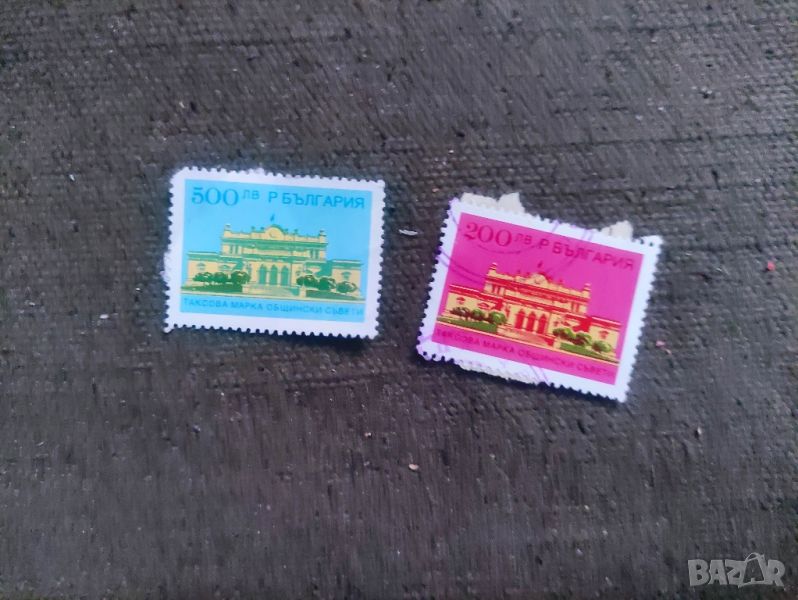 500 ЛВ Р БЪЛГАРИЯ
ТАКСОВА МАРКА ОБЩИНСКИ СЪВЕТИ
200 ЛВ. Р БЪЛГАРИЯ
ТАКСОВА МАРКА ОБЩИНСКИ СЪВЕТИ
BAZAR